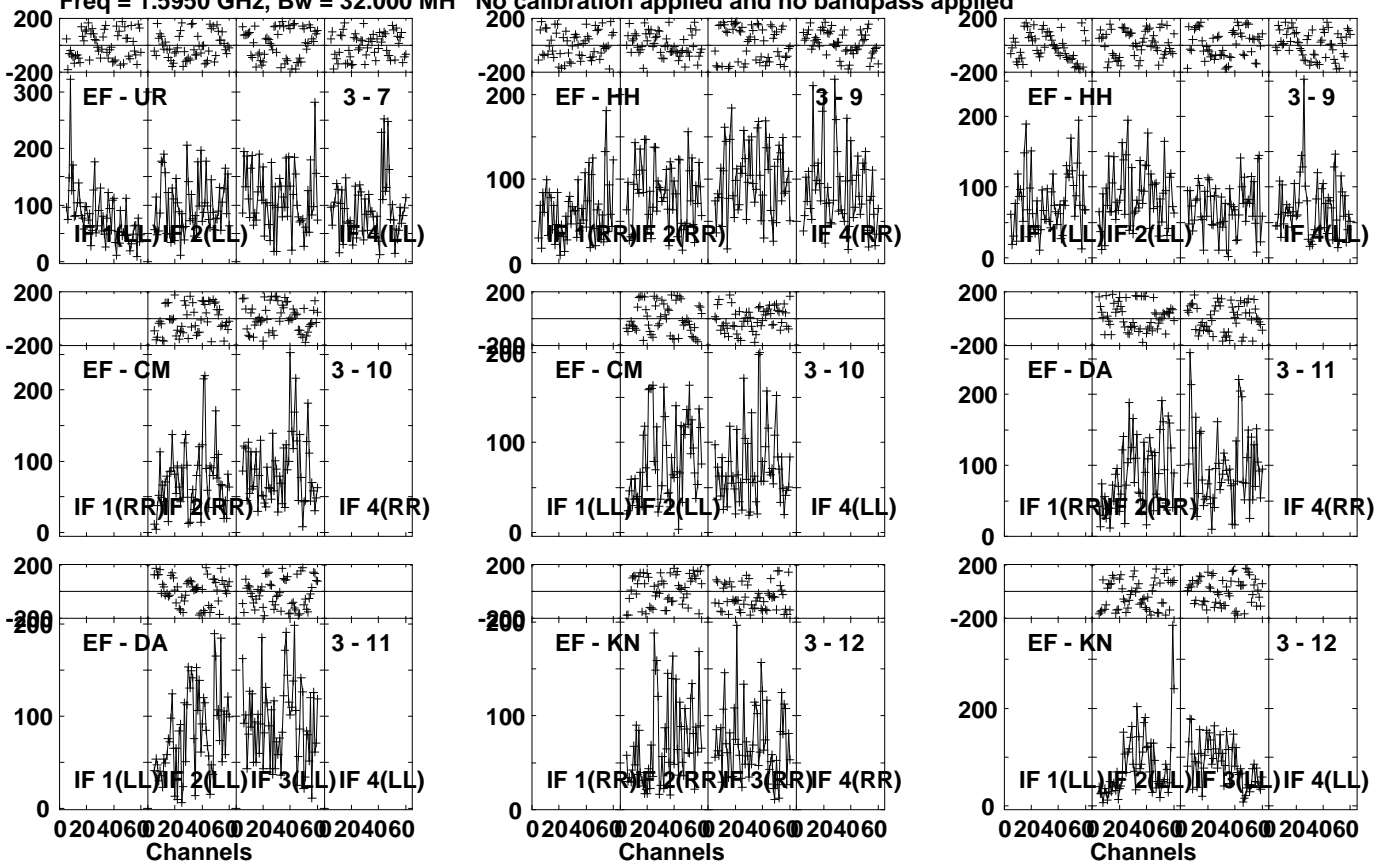 Freq = 1.5950 GHz, Bw = 32.000 MH No calibration applied and no bandpass applied
200 200 200
-200 -200 -200
300 EF - UR 3 - 7 200 EF - HH 3 - 9 EF - HH 3 - 9
200 200
100 100 100
IF 1(LL) IF 2(LL) IF 4(LL) IF 1(RR) IF 2(RR) IF 4(RR) IF 1(LL) IF 2(LL) IF 4(LL)
0 0 0
200 200 200
-200 -200 -200
200
EF - CM 3 - 10 EF - CM 3 - 10 EF - DA 3 - 11
200 200
100 100 100
IF 1(RR) IF 2(RR) IF 4(RR) IF 1(LL) IF 2(LL) IF 4(LL) IF 1(RR) IF 2(RR) IF 4(RR)
0 0 0
200 200 200
-200 -200 -200
200 200
EF - DA 3 - 11 EF - KN 3 - 12 EF - KN 3 - 12
100 100 200
IF 1(LL) IF 2(LL) IF 3(LL) IF 4(LL) IF 1(RR) IF 2(RR) IF 3(RR) IF 4(RR) IF 1(LL) IF 2(LL) IF 3(LL) IF 4(LL)
0 0 0
0 20 40 60 0 20 40 60 0 20 40 60 0 20 40 60 0 20 40 60 0 20 40 60 0 20 40 60 0 20 40 60 0 20 40 60 0 20 40 60 0 20 40 60 0 20 40 60
Channels Channels Channels